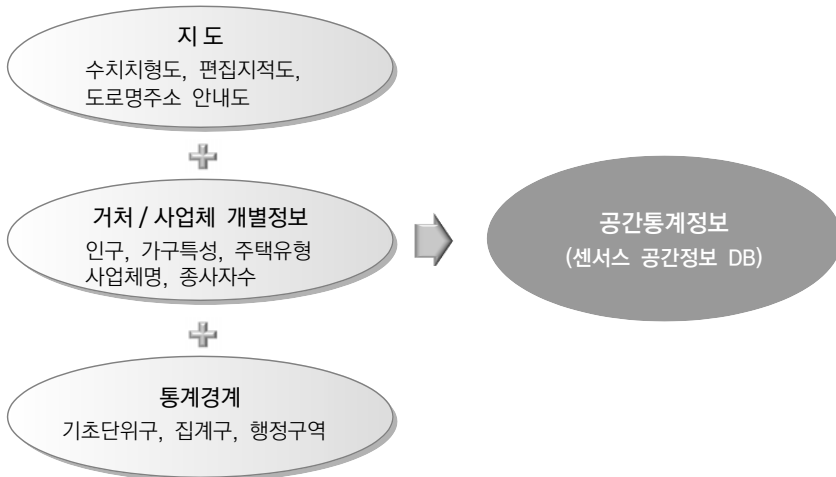 지도
수치치형도, 편집지적도,
도로명주소 안내도
거처 / 사업체 개별정보
인구, 가구특성, 주택유형
사업체명, 종사자수
공간통계정보
(센서스 공간정보 DB)
통계경계
기초단위구, 집계구, 행정구역